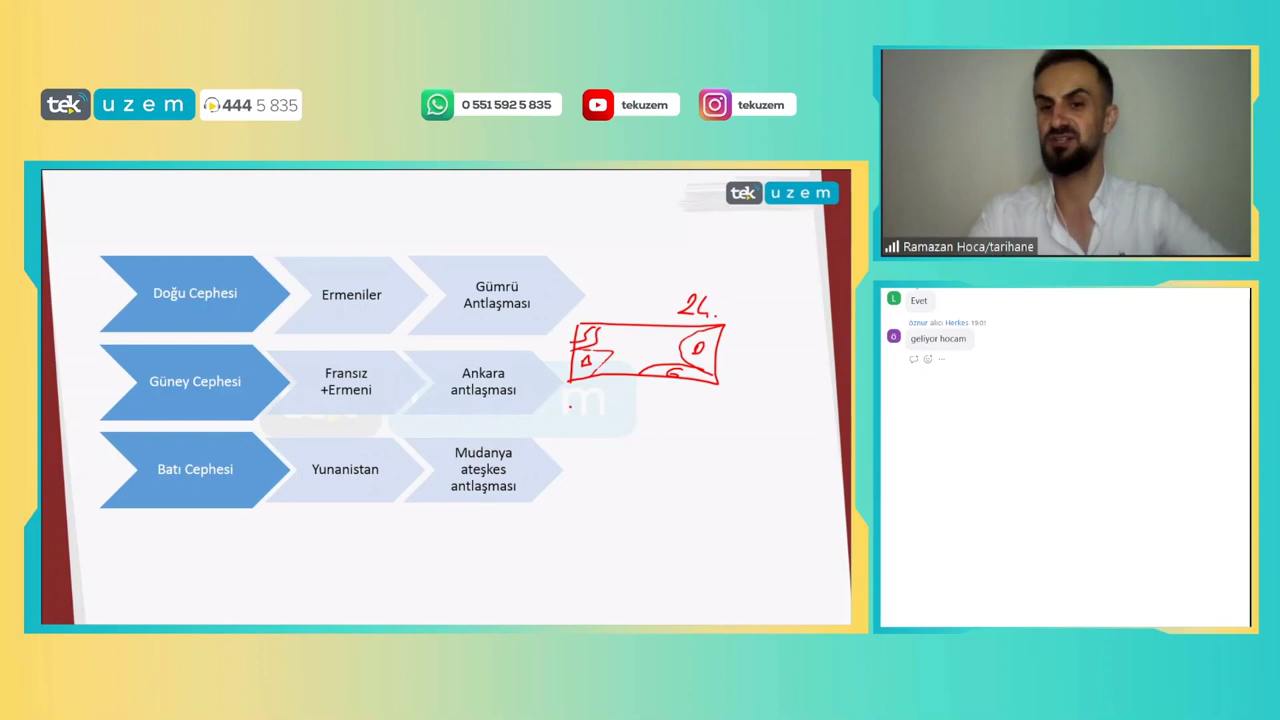 tek uzem 444 5 835
0 551 592 5 835
tekuzem
tekuzem
tek uzem
Doğu Cephesi
Ermeniler
Gümrü
Antlaşması
Güney Cephesi
Fransız
+Ermeni
Ankara
antlaşması
Batı Cephesi
Yunanistan
Mudanya
ateşkes
antlaşması
24.
D
G
m
Ramazan Hoca/tarihane
L
Evet
öznur alıcı Herkes 19:01
ö
geliyor hocam